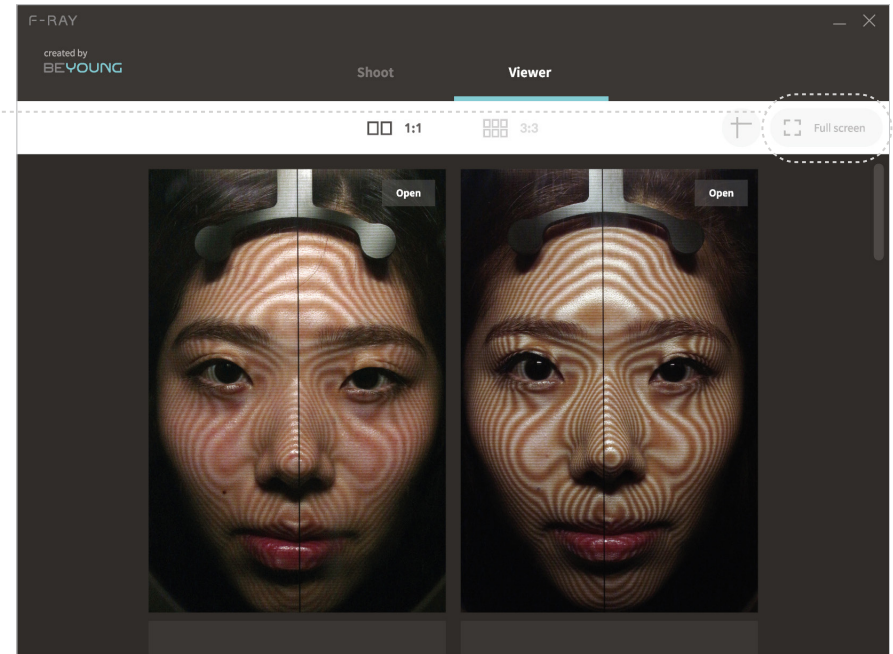 F-RAY
created by
BEYOUNG
Shoot
Viewer
1:1
3:3
Full screen
Open
Open